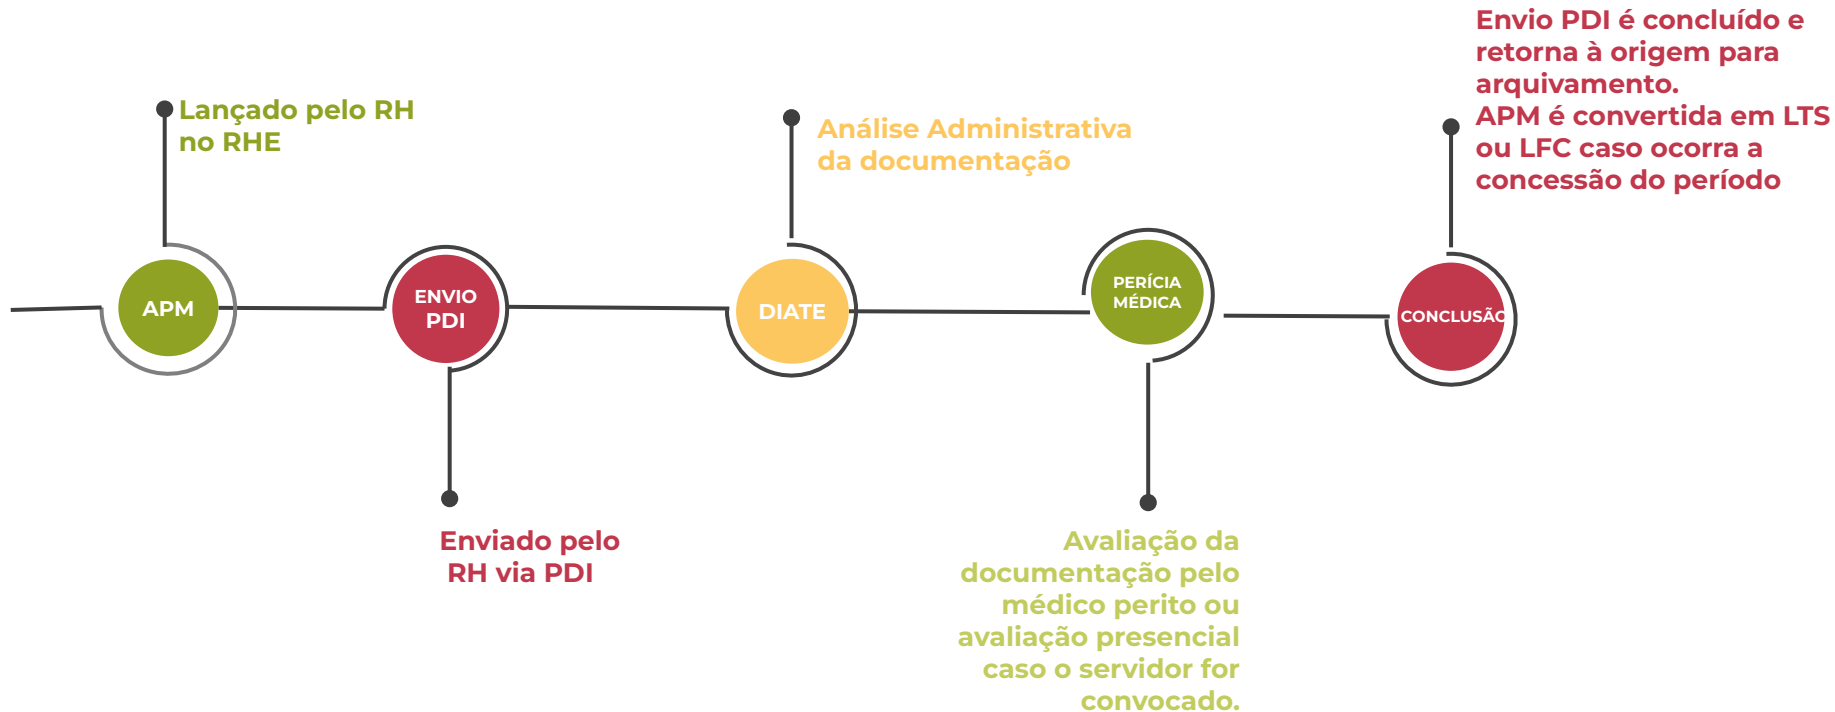 APM
Lançado pelo RH
no RHE
ENVIO
PDI
Enviado pelo
RH via PDI
DIATE
Análise Administrativa
da documentação
PERÍCIA
MÉDICA
Avaliação da
documentação pelo
médico perito ou
avaliação presencial
caso o servidor for
convocado.
CONCLUSÃO
Envio PDI é concluído e
retorna à origem para
arquivamento.
APM é convertida em LTS
ou LFC caso ocorra a
concessão do período